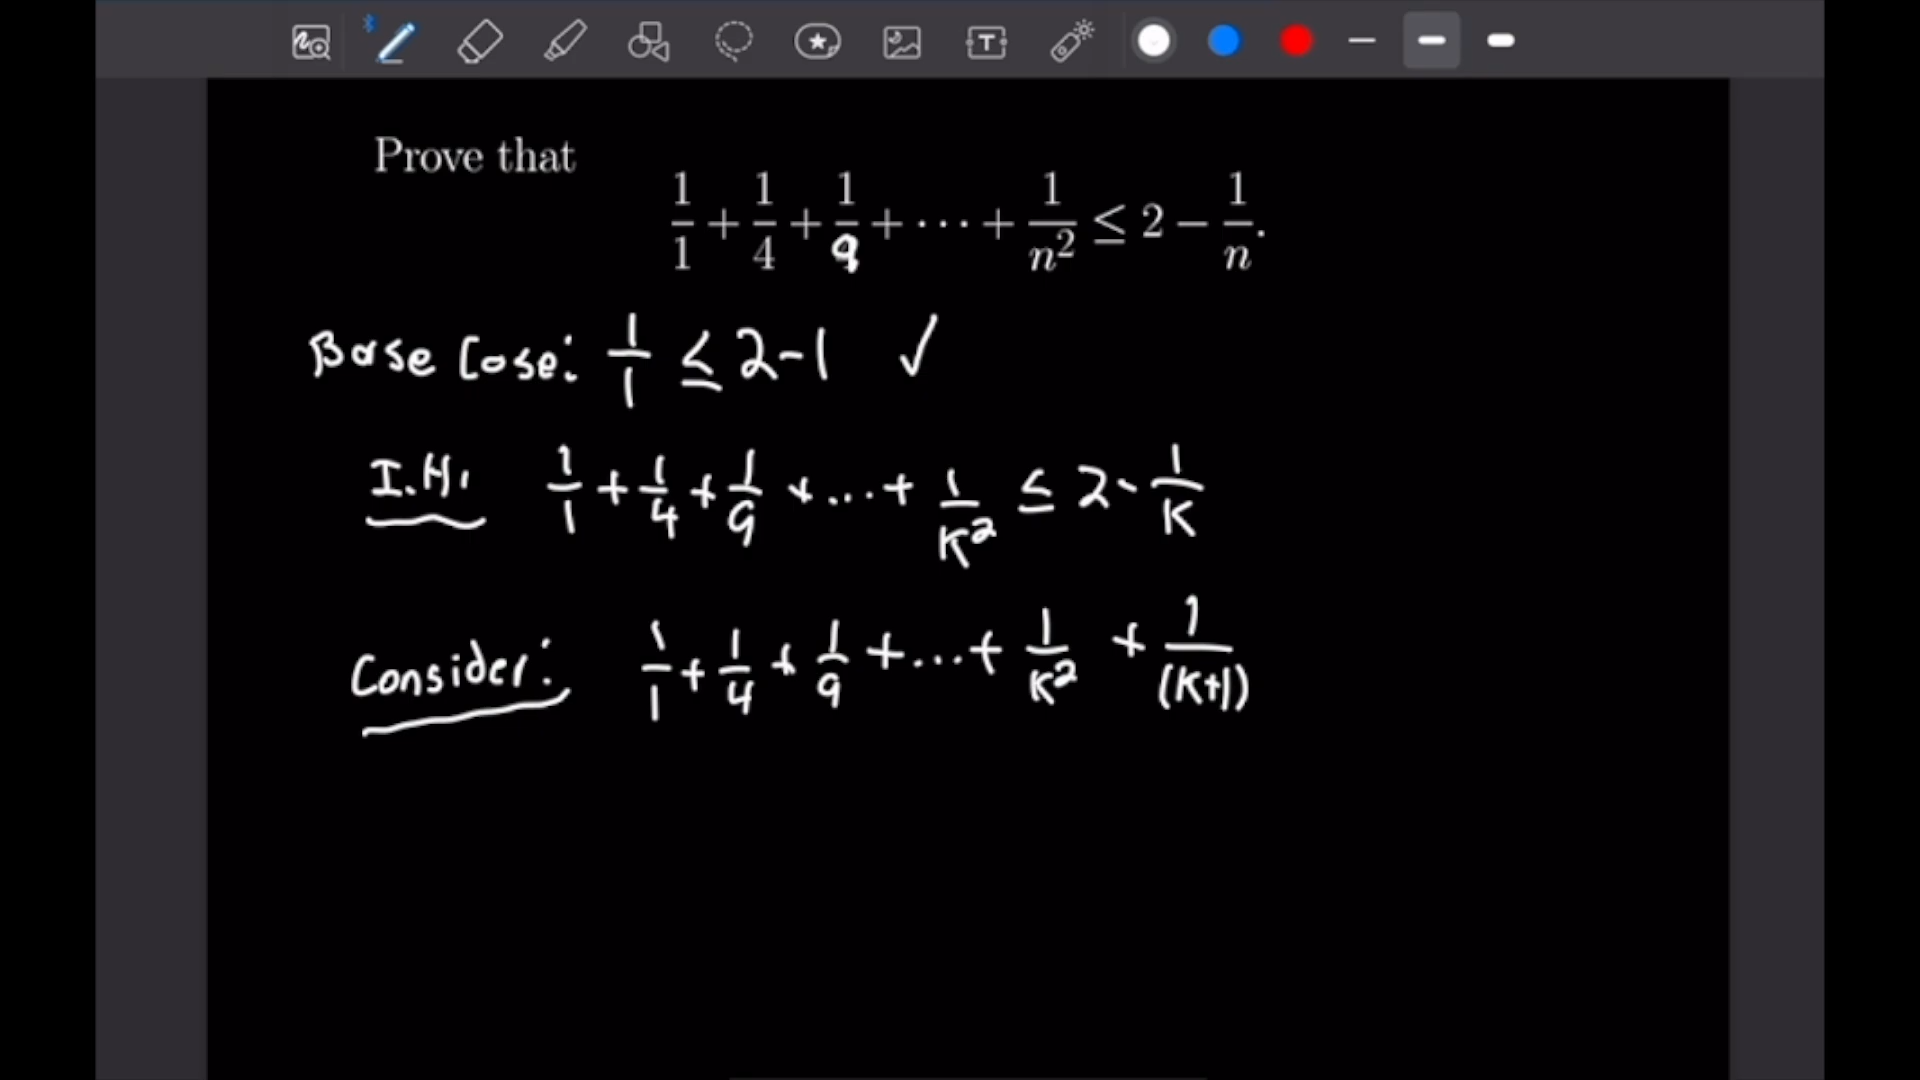 Prove that
1/1 + 1/4 + 1/9 + ⋯ + 1/n² ≤ 2 − 1/n.
Base Case: 1/1 ≤ 2-1 ✓
I.H: 1/1 + 1/4 + 1/9 + ... + 1/K² ≤ 2 - 1/K
Consider: 1/1 + 1/4 + 1/9 + ... + 1/K² + 1/(K+1)